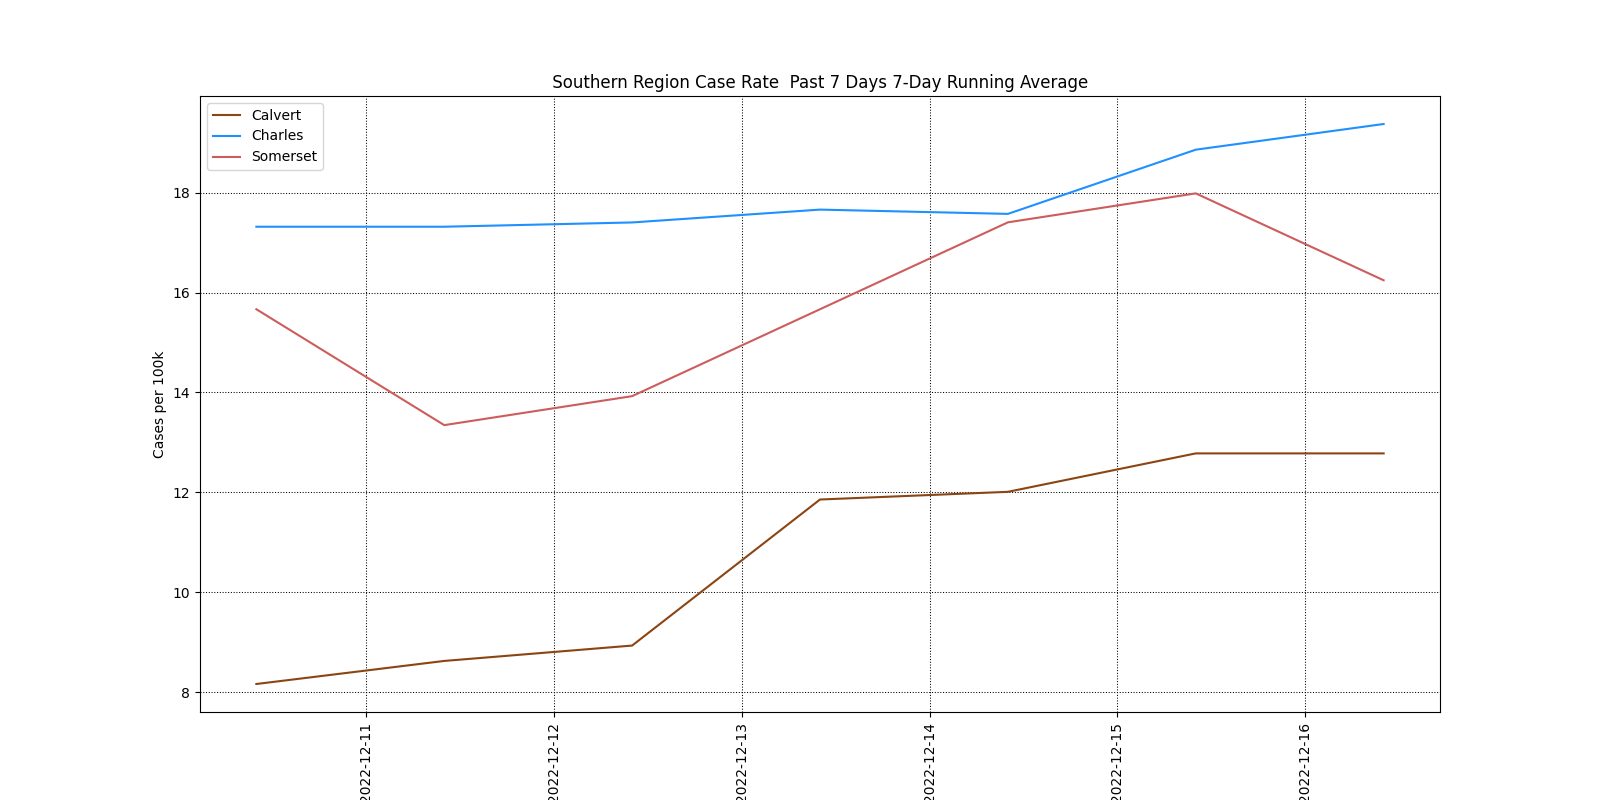 Southern Region Case Rate  Past 7 Days 7-Day Running Average
Calvert
Charles
Somerset
Cases per 100k
18
16
14
12
10
8
2022-12-11
2022-12-12
2022-12-13
2022-12-14
2022-12-15
2022-12-16